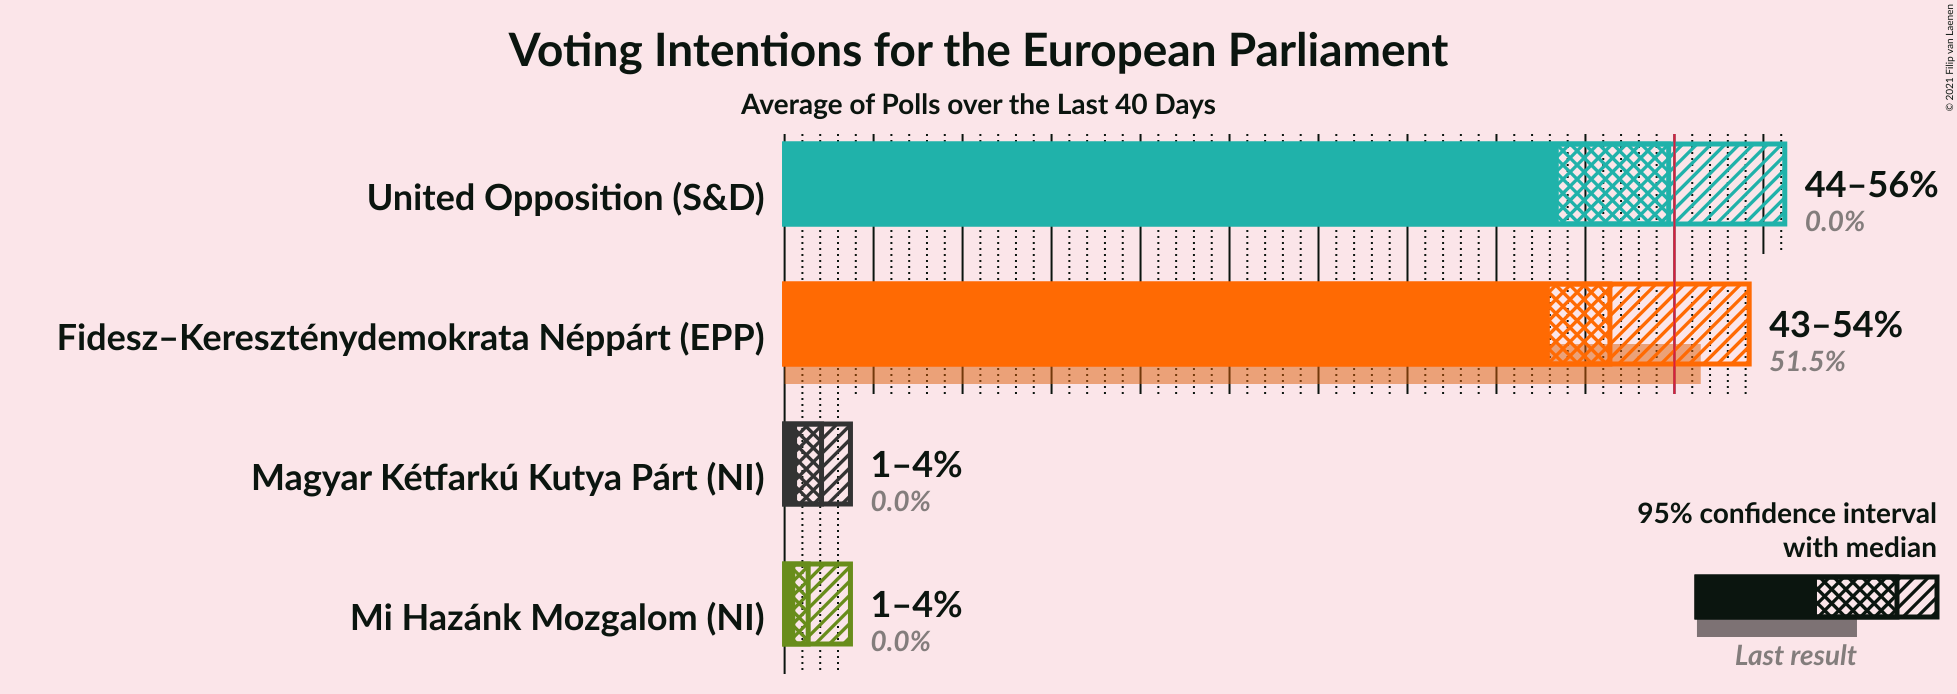 Voting Intentions for the European Parliament
Average of Polls over the Last 40 Days
© 2021 Filip van Laenen
United Opposition (S&D)
44–56%
0.0%
Fidesz–Kereszténydemokrata Néppárt (EPP)
43–54%
51.5%
Magyar Kétfarkú Kutya Párt (NI)
1–4%
0.0%
Mi Hazánk Mozgalom (NI)
1–4%
0.0%
95% confidence interval
with median
Last result